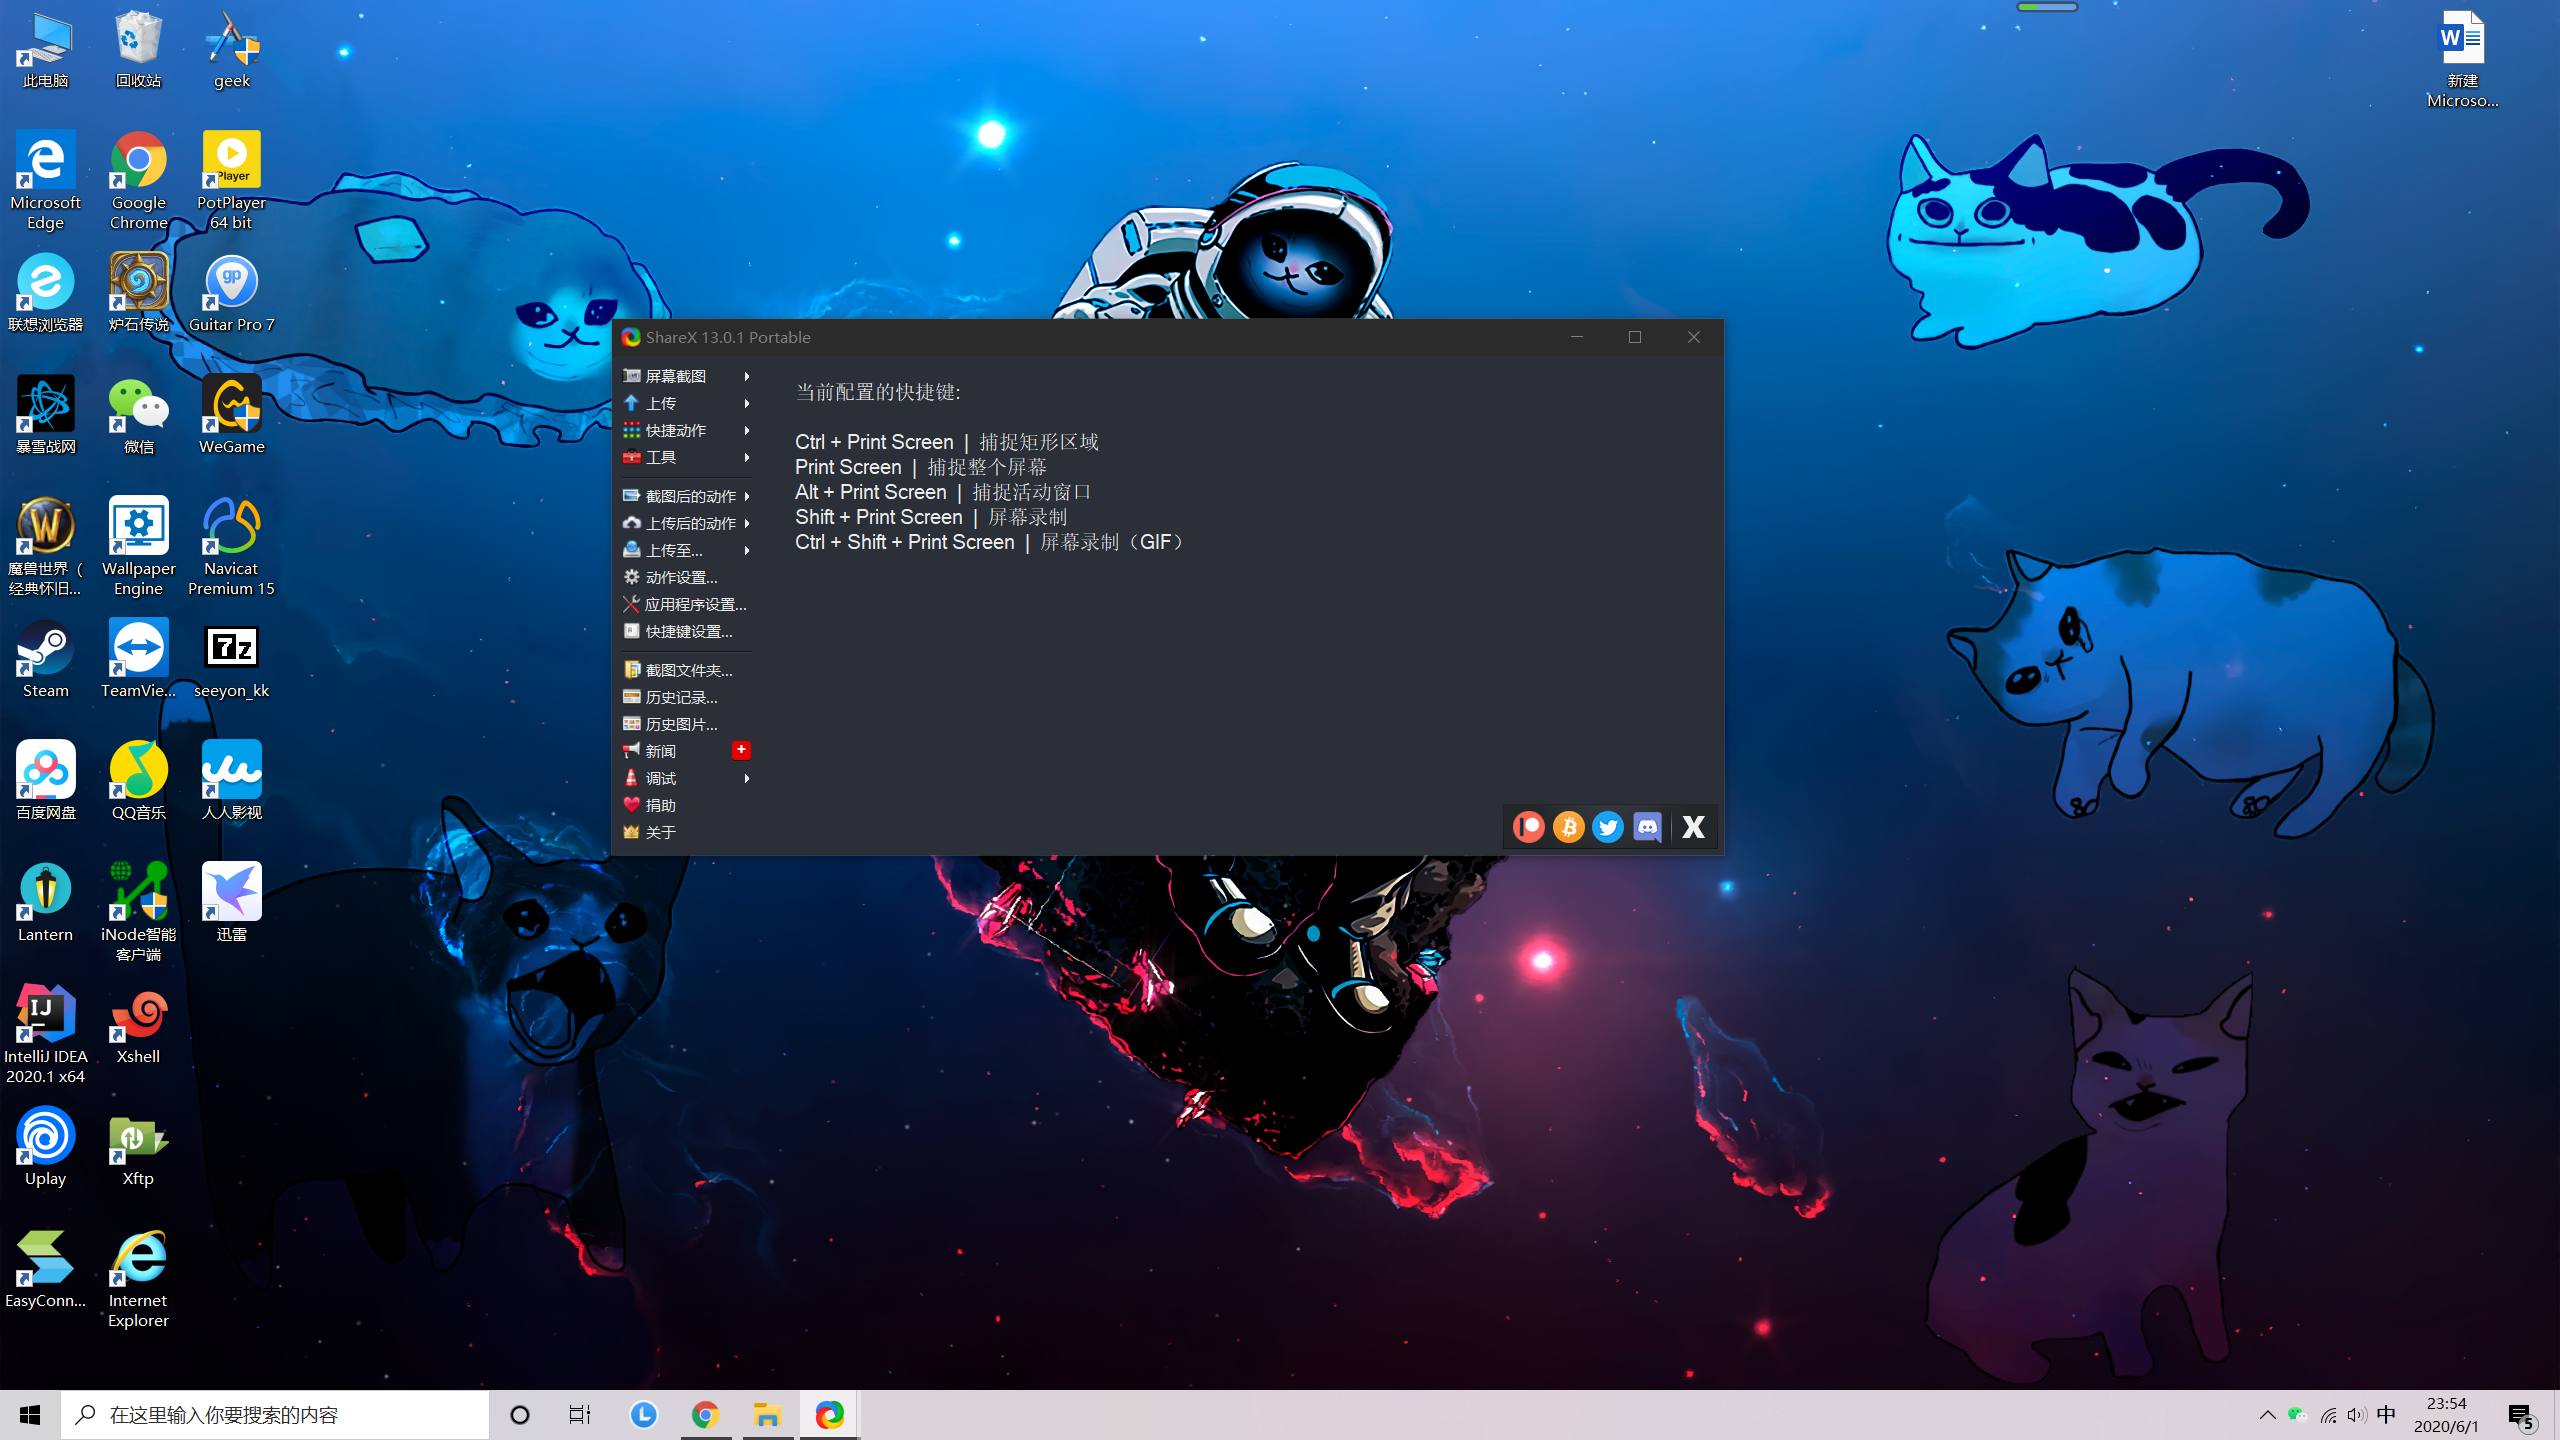 此电脑
回收站
geek
新建
Microso...
Microsoft
Edge
Google
Chrome
Player
PotPlayer
64 bit
联想浏览器
炉石传说
gp
Guitar Pro 7
暴雪战网
微信
WeGame
魔兽世界（
经典怀旧...
Wallpaper
Engine
Navicat
Premium 15
Steam
TeamVie...
7z
seeyon_kk
百度网盘
QQ音乐
人人影视
Lantern
iNode智能
客户端
迅雷
IJ
IntelliJ IDEA
2020.1 x64
Xshell
Uplay
Xftp
EasyConn...
Internet
Explorer
ShareX 13.0.1 Portable
屏幕截图
上传
快捷动作
工具
截图后的动作
上传后的动作
上传至...
动作设置...
应用程序设置...
快捷键设置...
截图文件夹...
历史记录...
历史图片...
新闻
调试
捐助
关于
当前配置的快捷键:
Ctrl + Print Screen | 捕捉矩形区域
Print Screen | 捕捉整个屏幕
Alt + Print Screen | 捕捉活动窗口
Shift + Print Screen | 屏幕录制
Ctrl + Shift + Print Screen | 屏幕录制（GIF）
X
在这里输入你要搜索的内容
中
23:54
2020/6/1
5